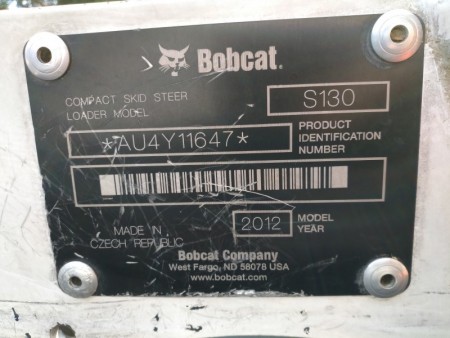 Bobcat®
COMPACT SKID STEER
LOADER MODEL
S130
*AU4Y11647*
PRODUCT
IDENTIFICATION
NUMBER
MADE IN
CZECH REPUBLIC
2012
MODEL
YEAR
Bobcat Company
West Fargo, ND 58078 USA
www.bobcat.com